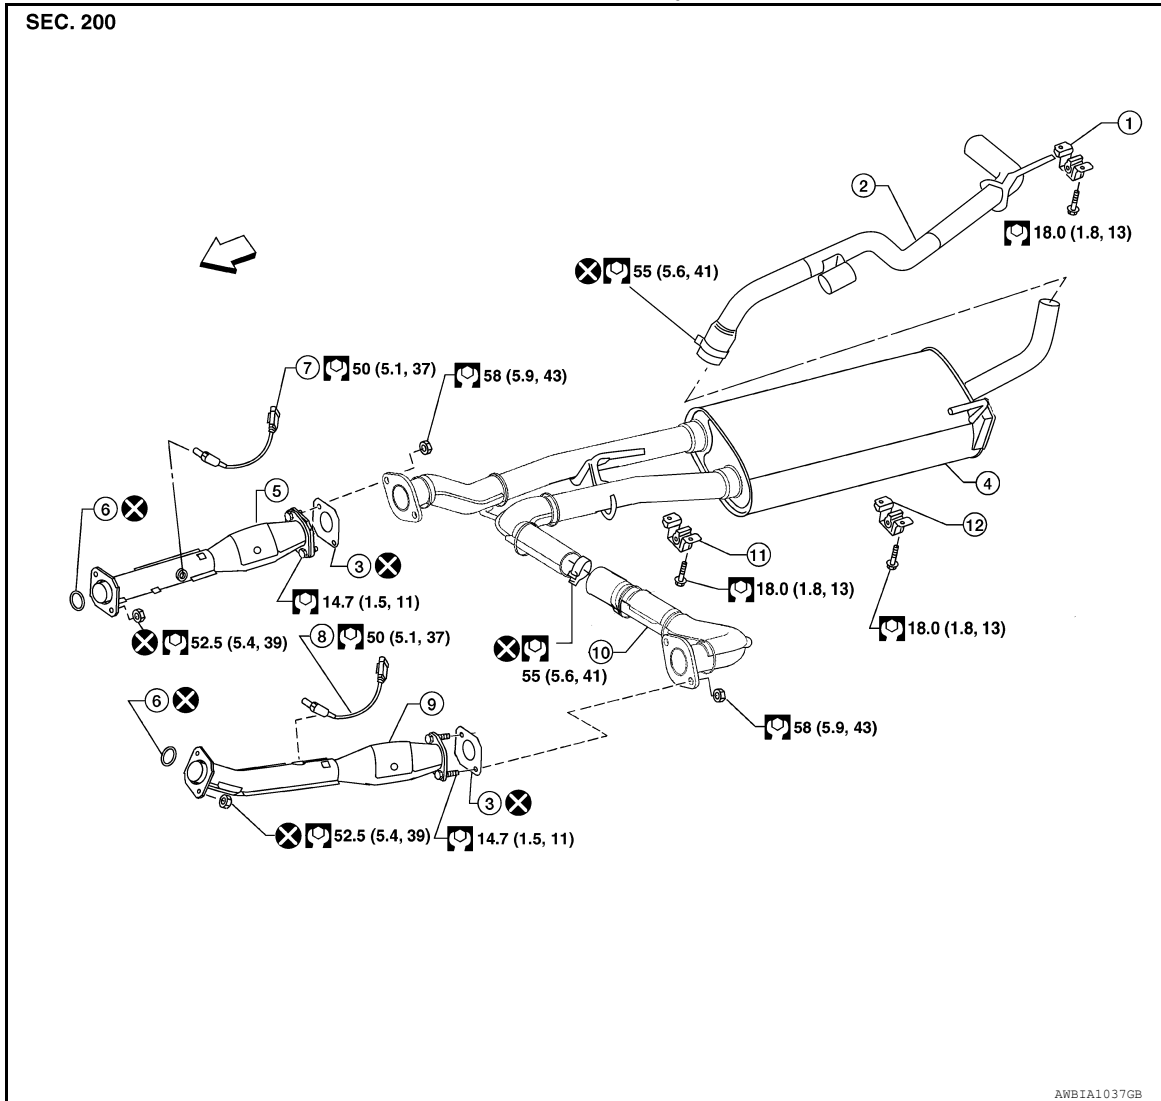 SEC. 200
1
2
18.0 (1.8, 13)
55 (5.6, 41)
7
50 (5.1, 37)
58 (5.9, 43)
5
4
6
12
11
3
18.0 (1.8, 13)
14.7 (1.5, 11)
18.0 (1.8, 13)
52.5 (5.4, 39)
8
50 (5.1, 37)
10
55 (5.6, 41)
6
9
58 (5.9, 43)
3
52.5 (5.4, 39)
14.7 (1.5, 11)
AWBIA1037GB